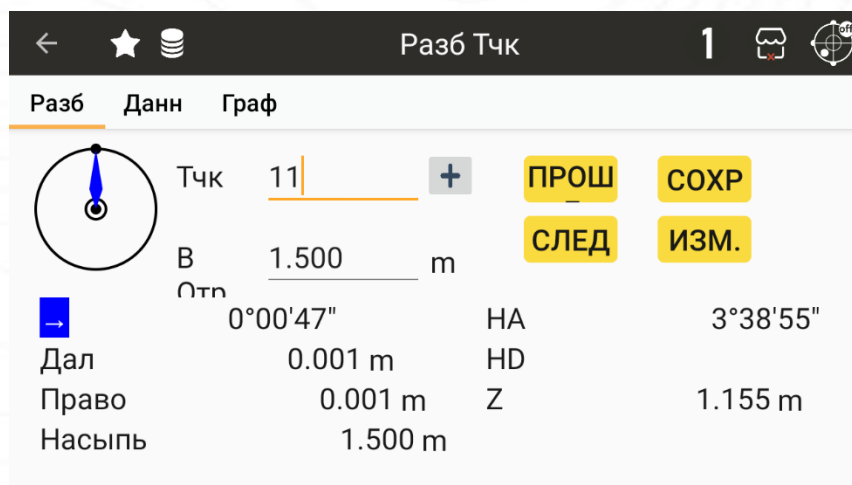 Разб Тчк 1 off
Разб Данн Граф
Тчк 11 + ПРОШ СОХР
В 1.500 m СЛЕД ИЗМ.
Отр
→ 0°00'47" HA 3°38'55"
Дал 0.001 m HD
Право 0.001 m Z 1.155 m
Насыпь 1.500 m